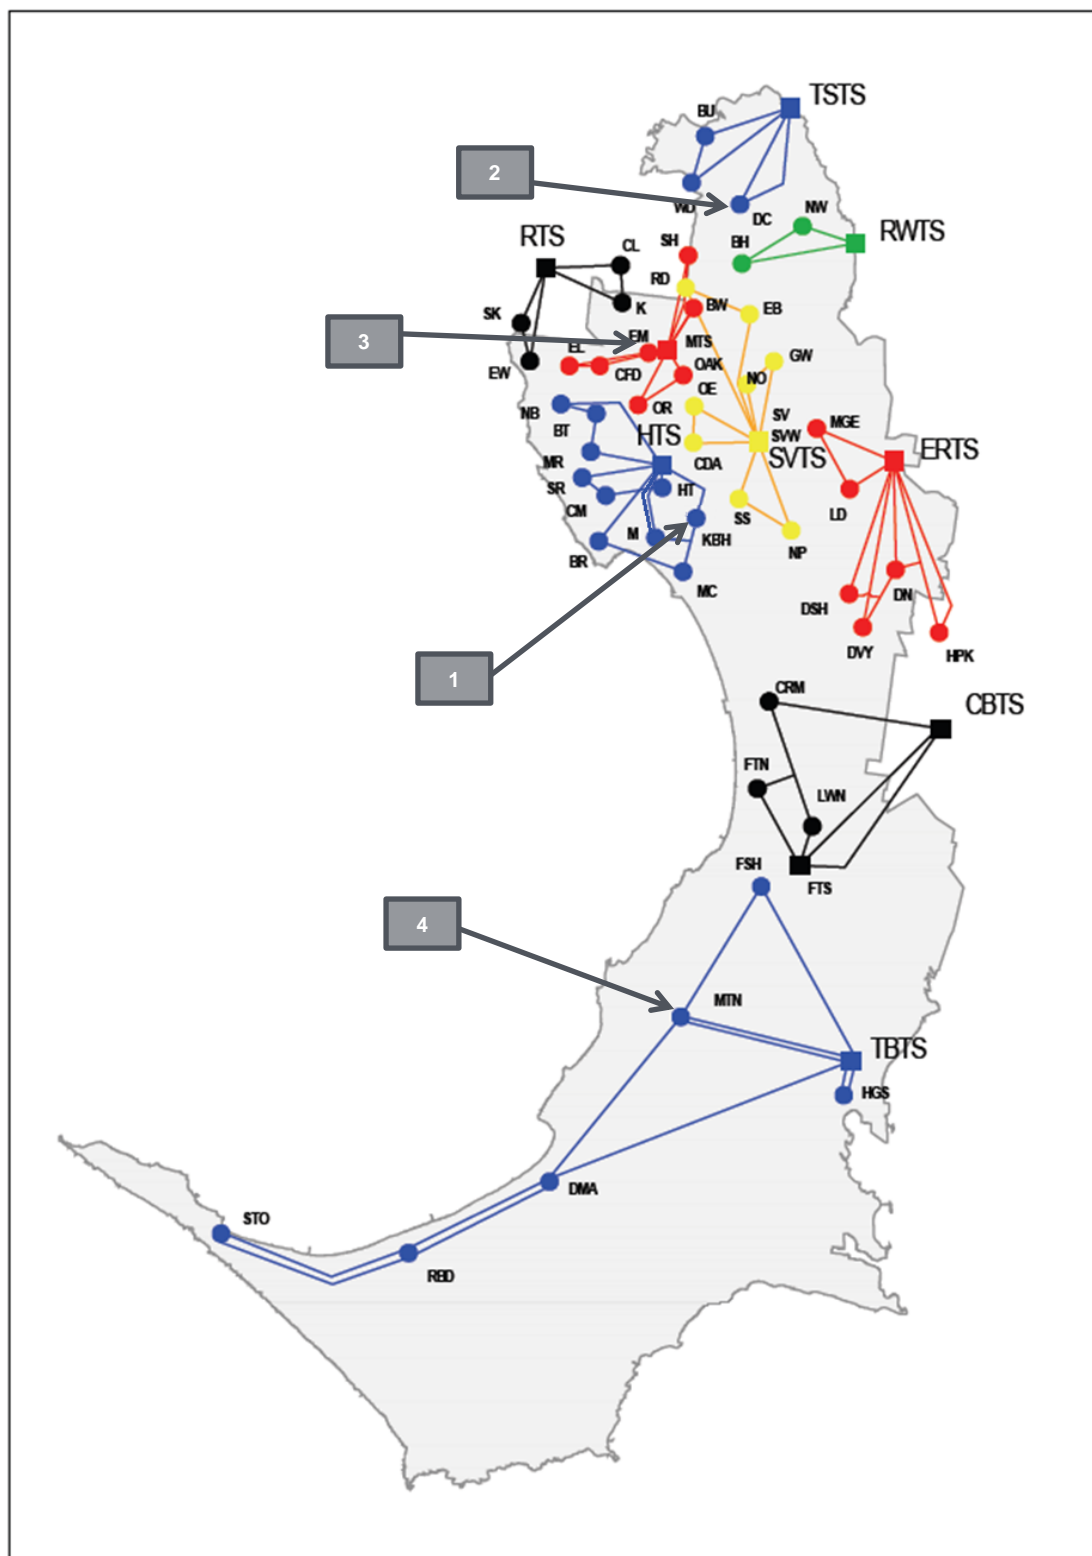 TSTS
BU
2
WD
DC
NW
RWTS
BH
RTS
CL
SH
RD
SK
K
BW
EB
3
EM
MTS
EL
GW
EW
CFD
OAK
NO
OE
NB
OR
SV
MGE
BT
HTS
SVW
ERTS
CDA
SVTS
MR
SR
HT
CM
SS
LD
M
KBH
NP
BR
MC
DN
DSH
DVY
HPK
1
CRM
CBTS
FTN
LWN
FSH
FTS
4
MTN
TBTS
HGS
DMA
STO
RBD